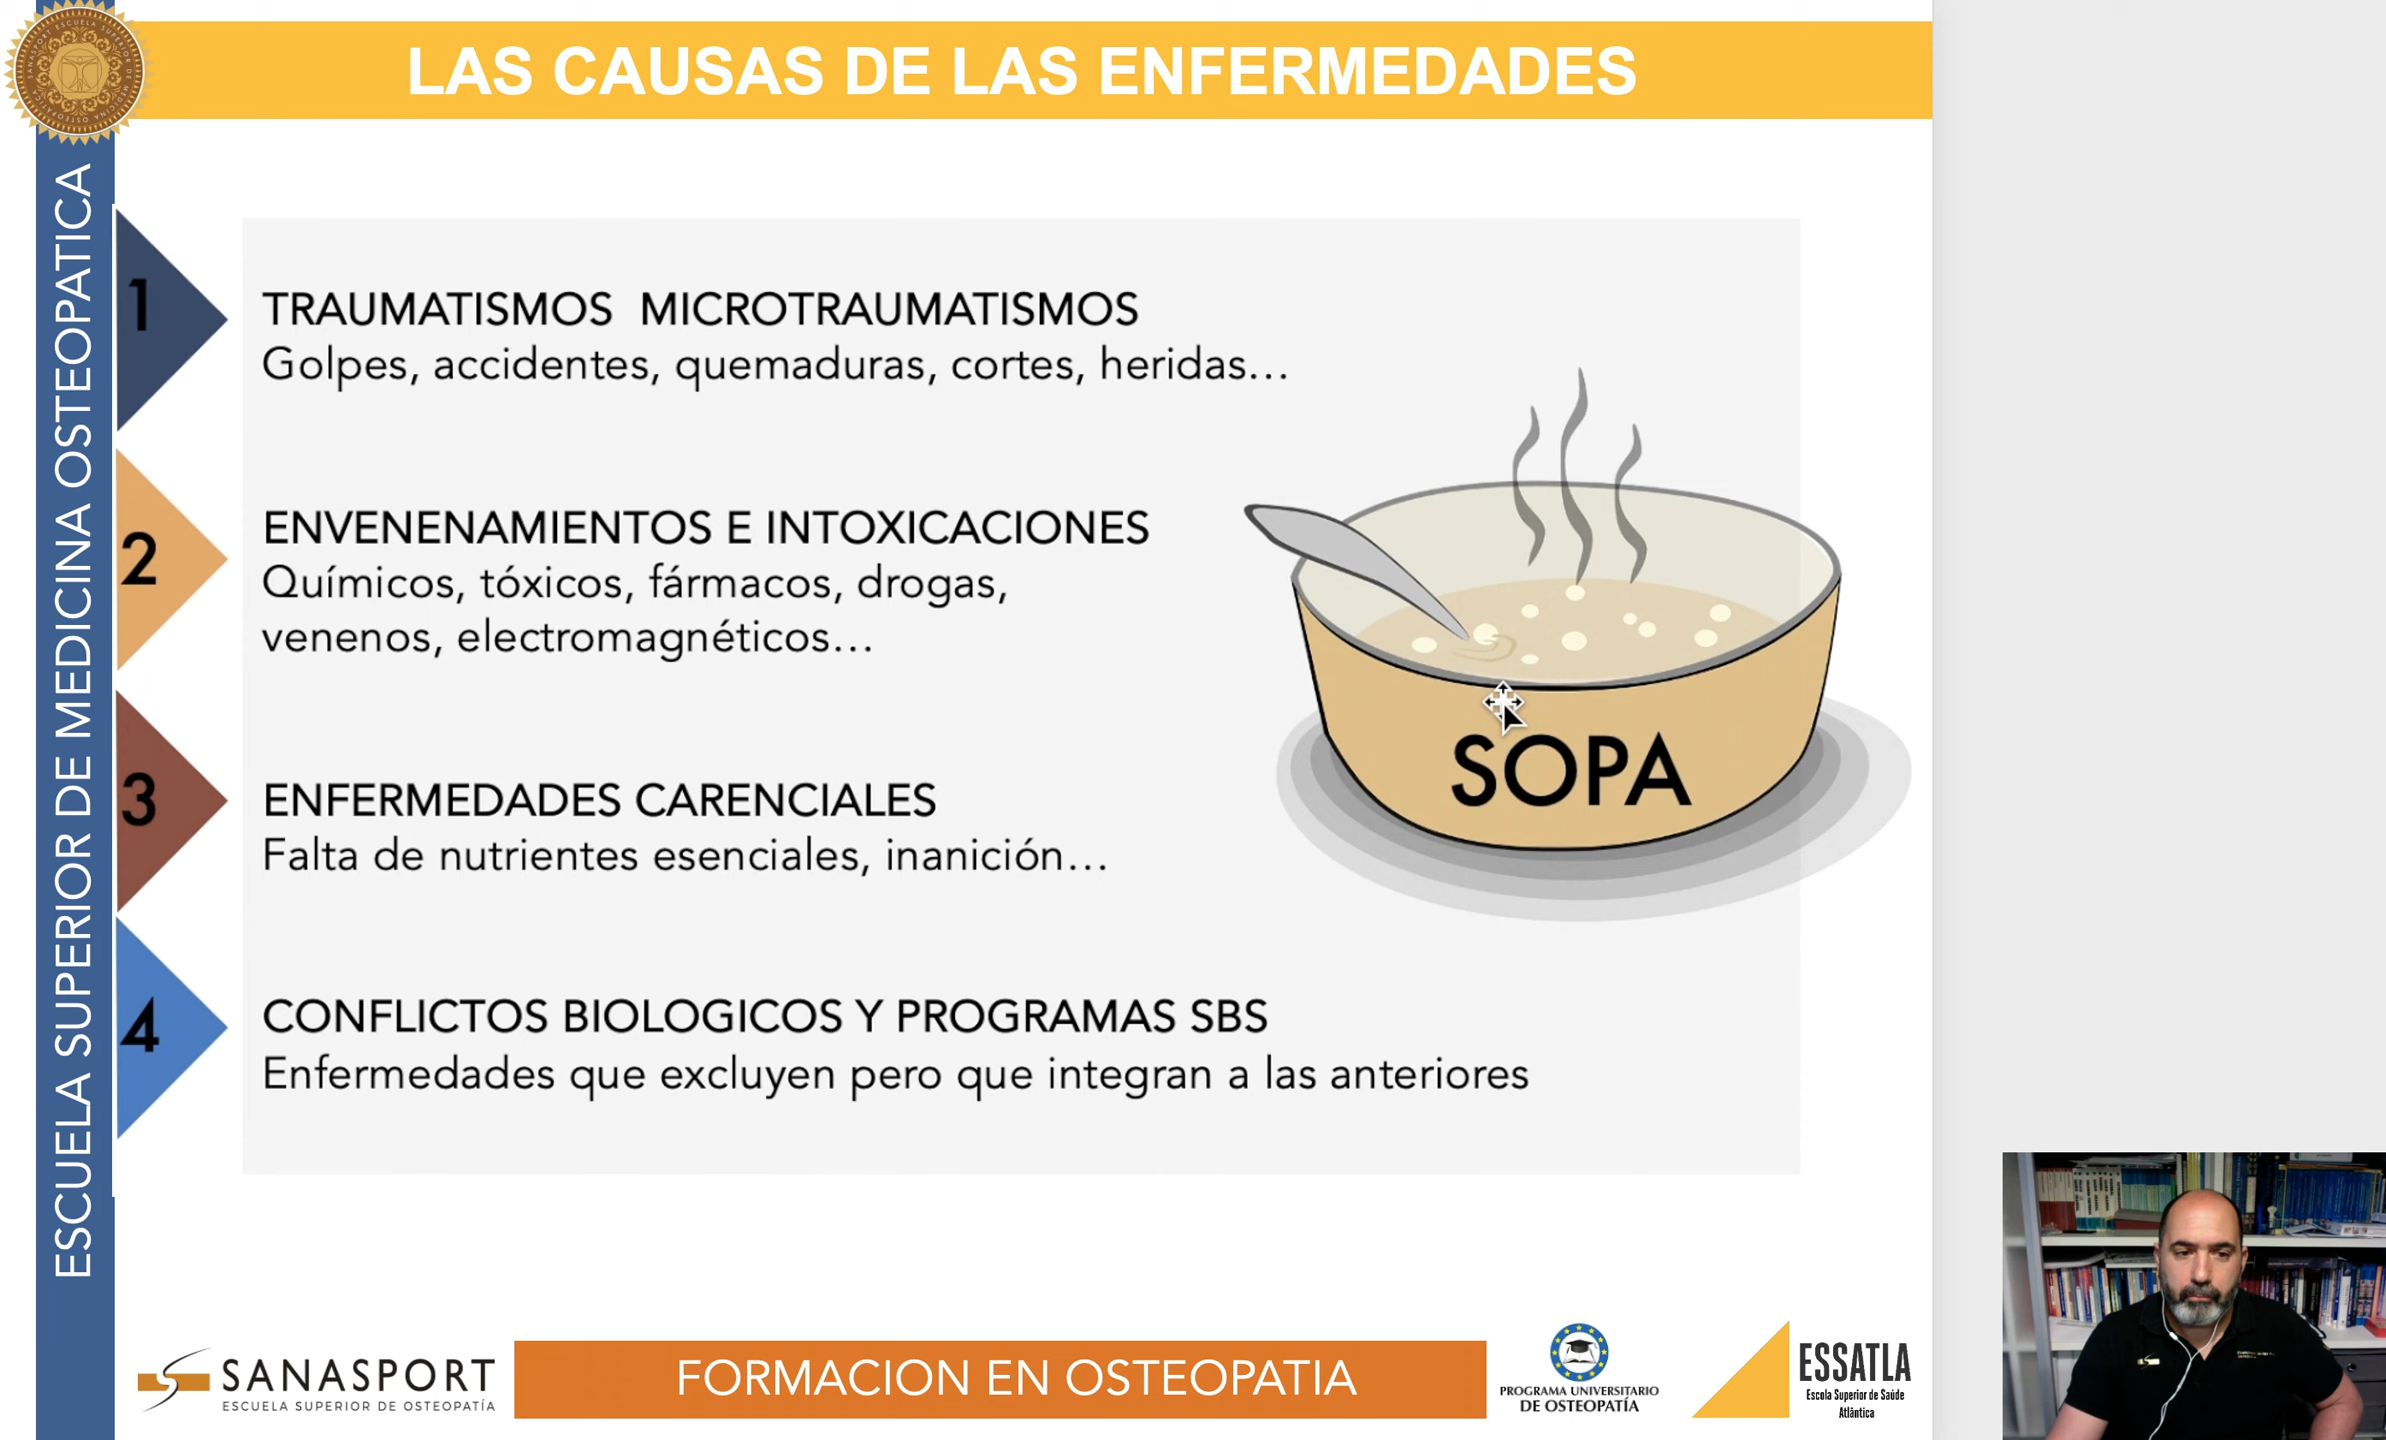 LAS CAUSAS DE LAS ENFERMEDADES
ESCUELA SUPERIOR DE MEDICINA OSTEOPATICA
1
TRAUMATISMOS MICROTRAUMATISMOS
Golpes, accidentes, quemaduras, cortes, heridas...
2
ENVENENAMIENTOS E INTOXICACIONES
Químicos, tóxicos, fármacos, drogas,
venenos, electromagnéticos...
3
ENFERMEDADES CARENCIALES
Falta de nutrientes esenciales, inanición...
SOPA
4
CONFLICTOS BIOLOGICOS Y PROGRAMAS SBS
Enfermedades que excluyen pero que integran a las anteriores
SANASPORT
ESCUELA SUPERIOR DE OSTEOPATÍA
FORMACION EN OSTEOPATIA
PROGRAMA UNIVERSITARIO
DE OSTEOPATÍA
ESSATLA
Escola Superior de Saúde
Atlântica